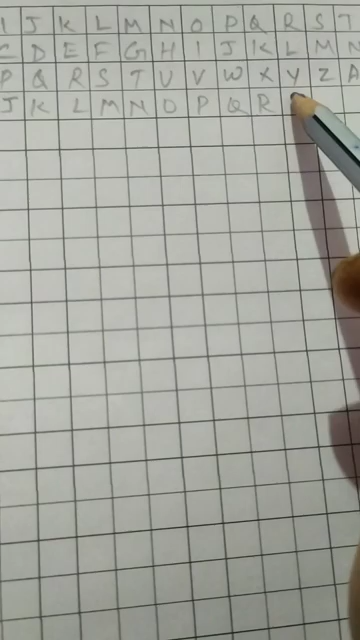 I J K L M N O P Q R S T
C D E F G H I J K L M N
P Q R S T U V W X Y Z A
J K L M N O P Q R